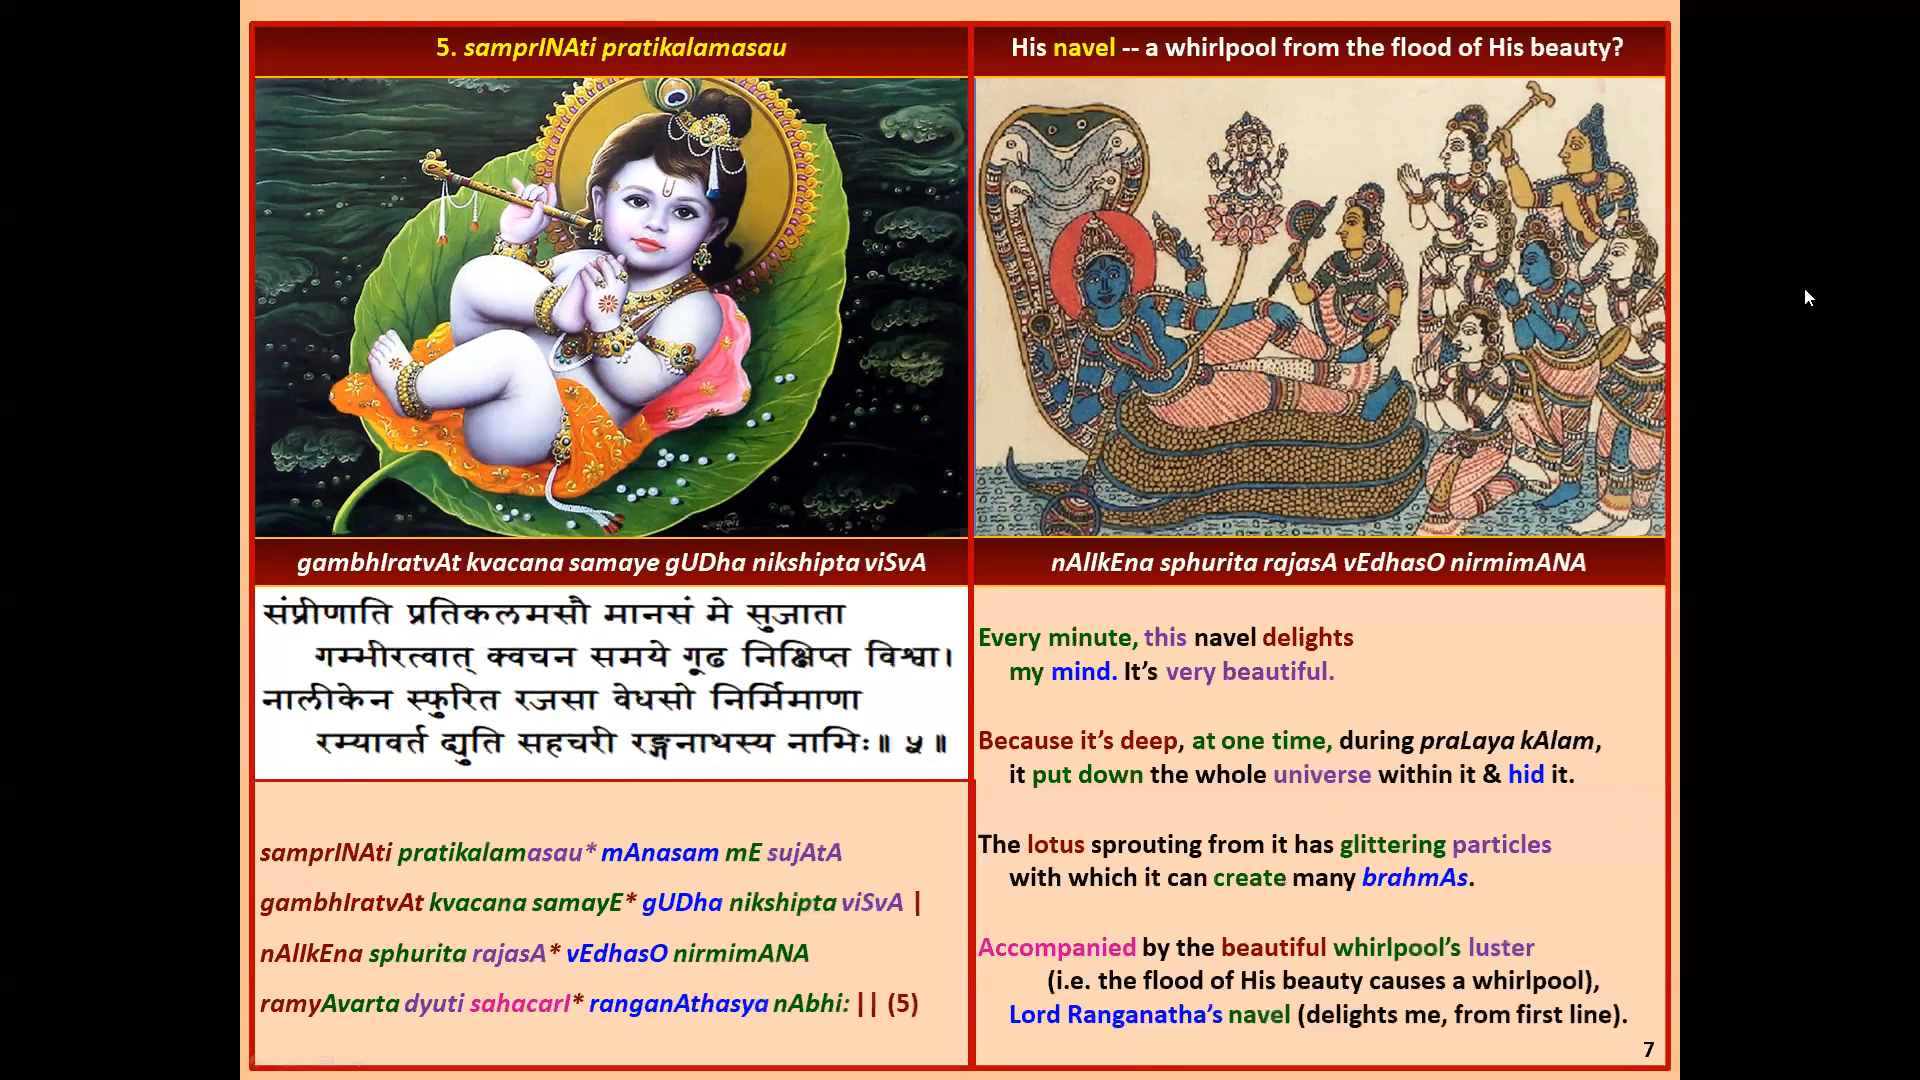 5. samprINAti pratikalamasau
His navel -- a whirlpool from the flood of His beauty?
gambhIratvAt kvacana samaye gUDha nikshipta viSvA
nAlIkEna sphurita rajasA vEdhasO nirmimANA
संप्रीणाति प्रतिकलमसौ मानसं मे सुजाता
गम्भीरत्वात् क्वचन समये गूढ निक्षिप्त विश्वा।
नालीकेन स्फुरित रजसा वेधसो निर्मिमाणा
रम्यावर्त द्युति सहचरी रङ्गनाथस्य नाभिः॥ ५॥
samprINAti pratikalamasau* mAnasam mE sujAtA
gambhIratvAt kvacana samayE* gUDha nikshipta viSvA |
nAlIkEna sphurita rajasA* vEdhasO nirmimANA
ramyAvarta dyuti sahacarI* ranganAthasya nAbhi: || (5)
Every minute, this navel delights
my mind. It’s very beautiful.
Because it’s deep, at one time, during praLaya kAlam,
it put down the whole universe within it & hid it.
The lotus sprouting from it has glittering particles
with which it can create many brahmAs.
Accompanied by the beautiful whirlpool’s luster
(i.e. the flood of His beauty causes a whirlpool),
Lord Ranganatha’s navel (delights me, from first line).
7